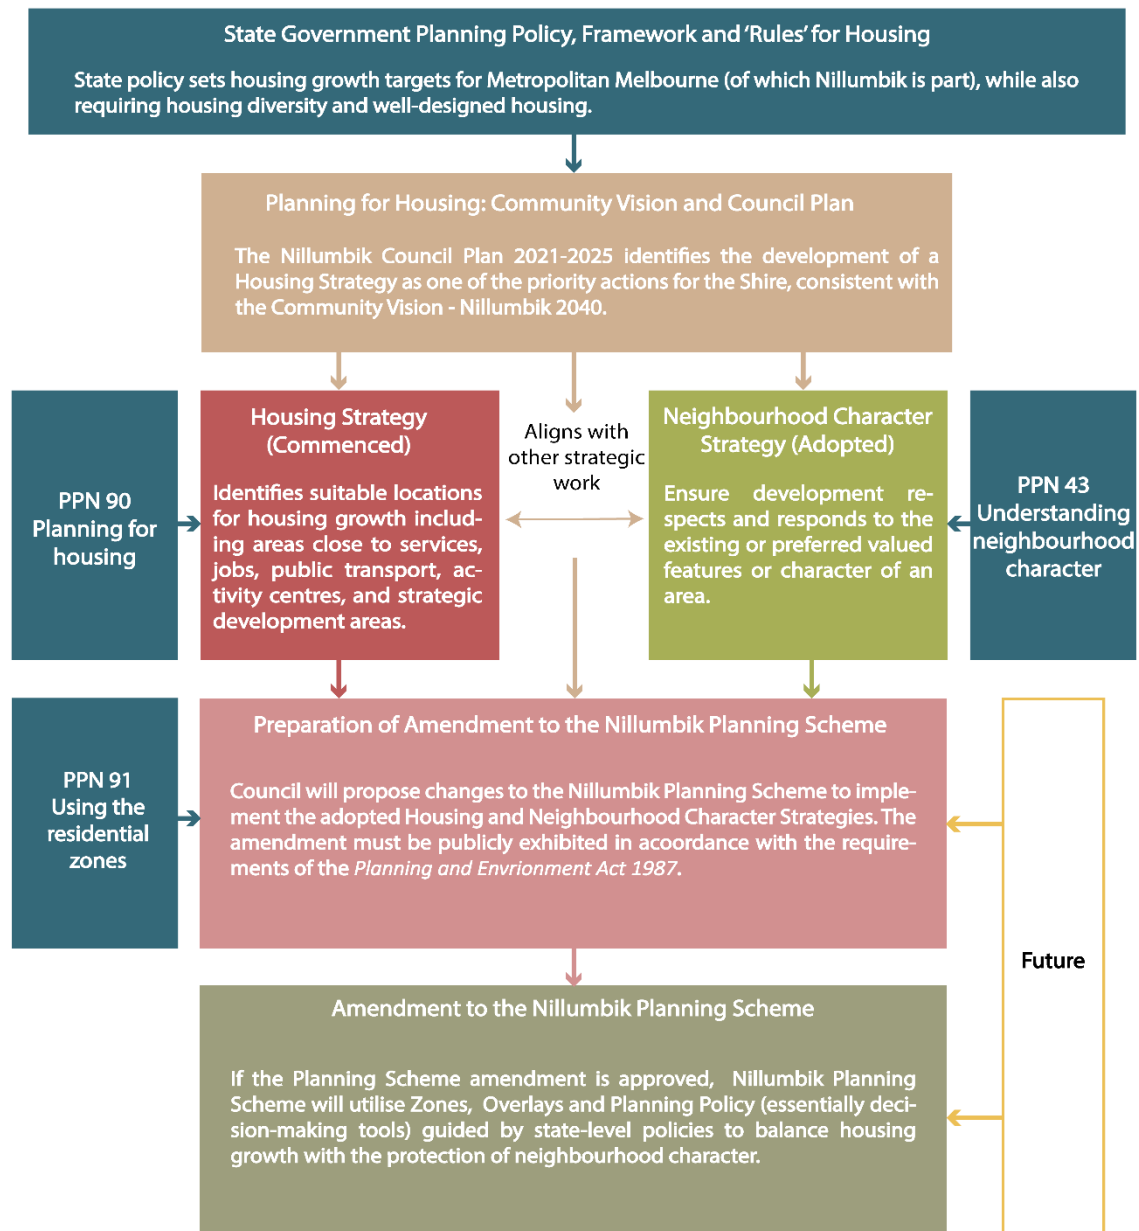 State Government Planning Policy, Framework and ‘Rules’ for Housing
State policy sets housing growth targets for Metropolitan Melbourne (of which Nillumbik is part), while also
requiring housing diversity and well-designed housing.
Planning for Housing: Community Vision and Council Plan
The Nillumbik Council Plan 2021-2025 identifies the development of a
Housing Strategy as one of the priority actions for the Shire, consistent with
the Community Vision - Nillumbik 2040.
PPN 90
Planning for
housing
Housing Strategy
(Commenced)
Identifies suitable locations
for housing growth includ-
ing areas close to services,
jobs, public transport, ac-
tivity centres, and strategic
development areas.
Aligns with
other strategic
work
Neighbourhood Character
Strategy (Adopted)
Ensure development re-
spects and responds to the
existing or preferred valued
features or character of an
area.
PPN 43
Understanding
neighbourhood
character
PPN 91
Using the
residential
zones
Preparation of Amendment to the Nillumbik Planning Scheme
Council will propose changes to the Nillumbik Planning Scheme to imple-
ment the adopted Housing and Neighbourhood Character Strategies. The
amendment must be publicly exhibited in acoordance with the require-
ments of the Planning and Envrionment Act 1987.
Future
Amendment to the Nillumbik Planning Scheme
If the Planning Scheme amendment is approved, Nillumbik Planning
Scheme will utilise Zones, Overlays and Planning Policy (essentially deci-
sion-making tools) guided by state-level policies to balance housing
growth with the protection of neighbourhood character.